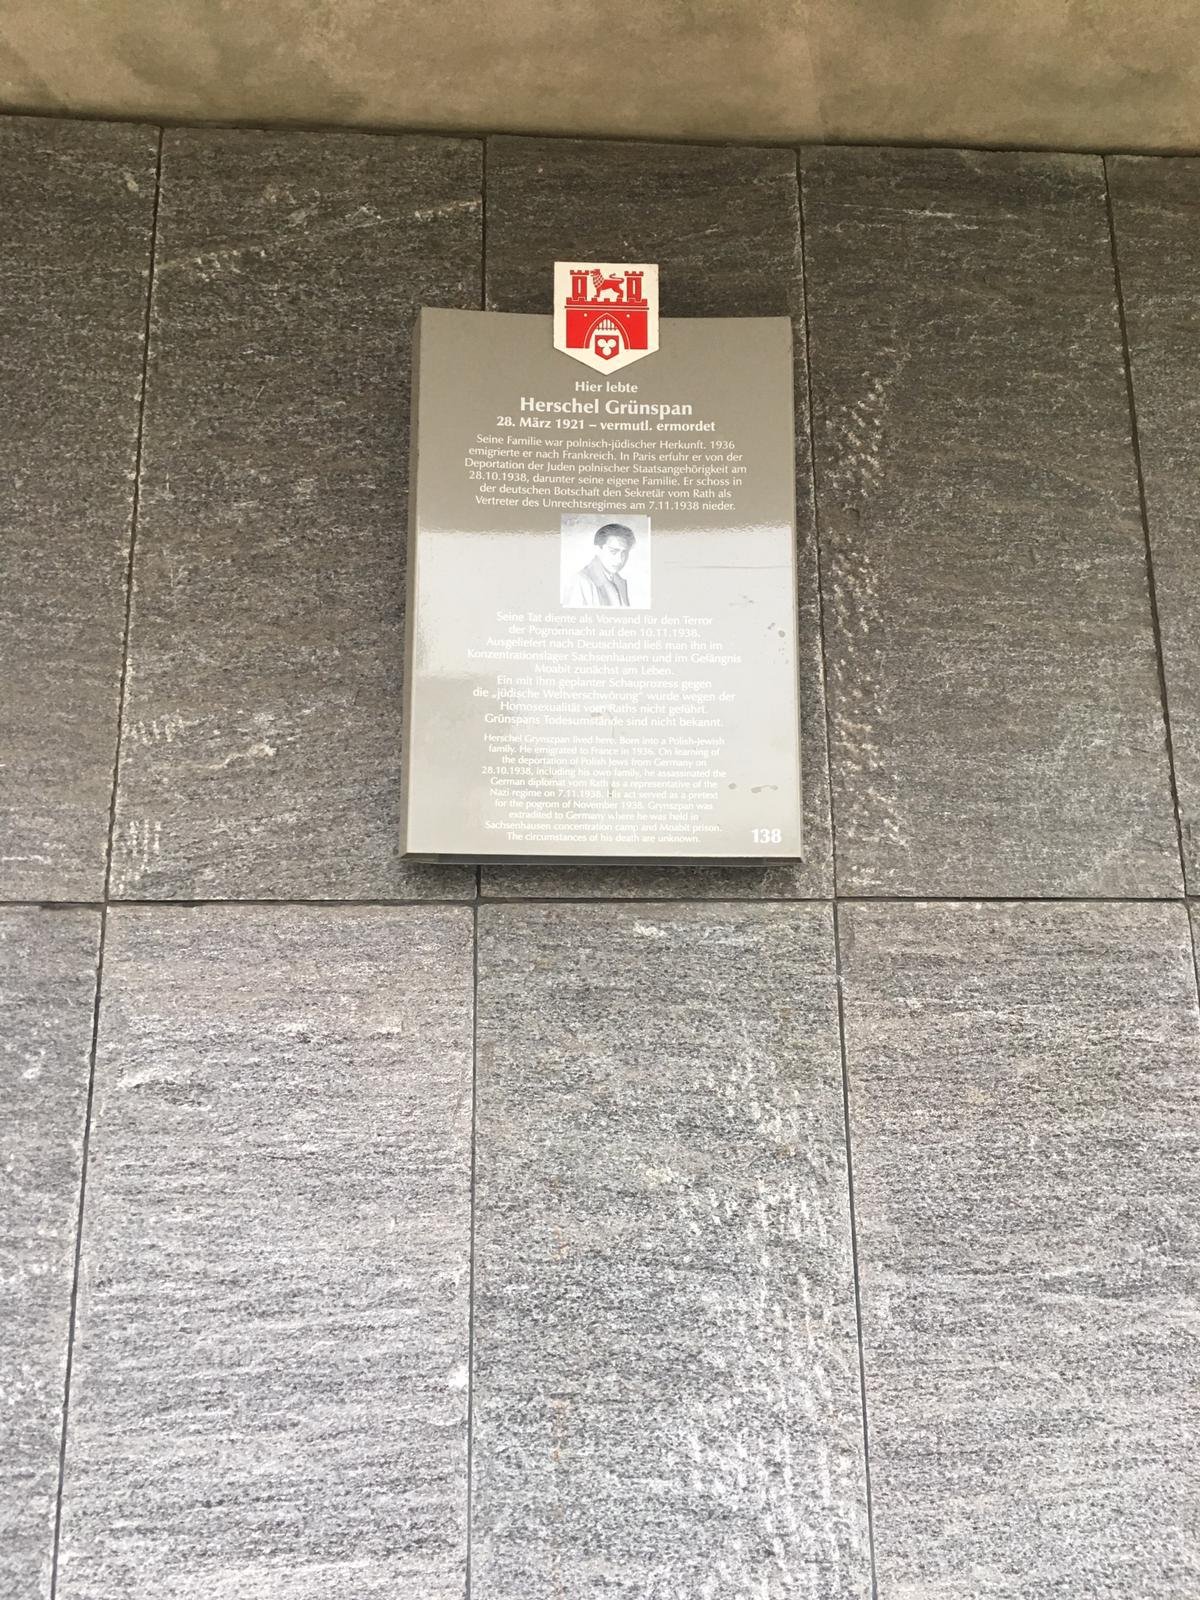 Hier lebte
Herschel Grünspan
28. März 1921 – vermutl. ermordet
Seine Familie war polnisch-jüdischer Herkunft. 1936
emigrierte er nach Frankreich. In Paris erfuhr er von der
Deportation der Juden polnischer Staatsangehörigkeit am
28.10.1938, darunter seine eigene Familie. Er schoss in
der deutschen Botschaft den Sekretär vom Rath als
Vertreter des Unrechtsregimes am 7.11.1938 nieder.
Seine Tat diente als Vorwand für den Terror
der Pogromnacht auf den 10.11.1938.
Ausgeliefert nach Deutschland ließ man ihn im
Konzentrationslager Sachsenhausen und im Gefängnis
Moabit zunächst am Leben.
Ein mit ihm geplanter Schauprozess gegen
die „jüdische Weltverschwörung“ wurde wegen der
Homosexualität vom Raths nicht geführt.
Grünspans Todesumstände sind nicht bekannt.
Herschel Grynszpan lived here. Born into a Polish-Jewish
family. He emigrated to France in 1936. On learning of
the deportation of Polish Jews from Germany on
28.10.1938, including his own family, he assassinated the
German diplomat vom Rath as a representative of the
Nazi regime on 7.11.1938. His act served as a pretext
for the pogrom of November 1938. Grynszpan was
extradited to Germany where he was held in
Sachsenhausen concentration camp and Moabit prison.
The circumstances of his death are unknown.
138